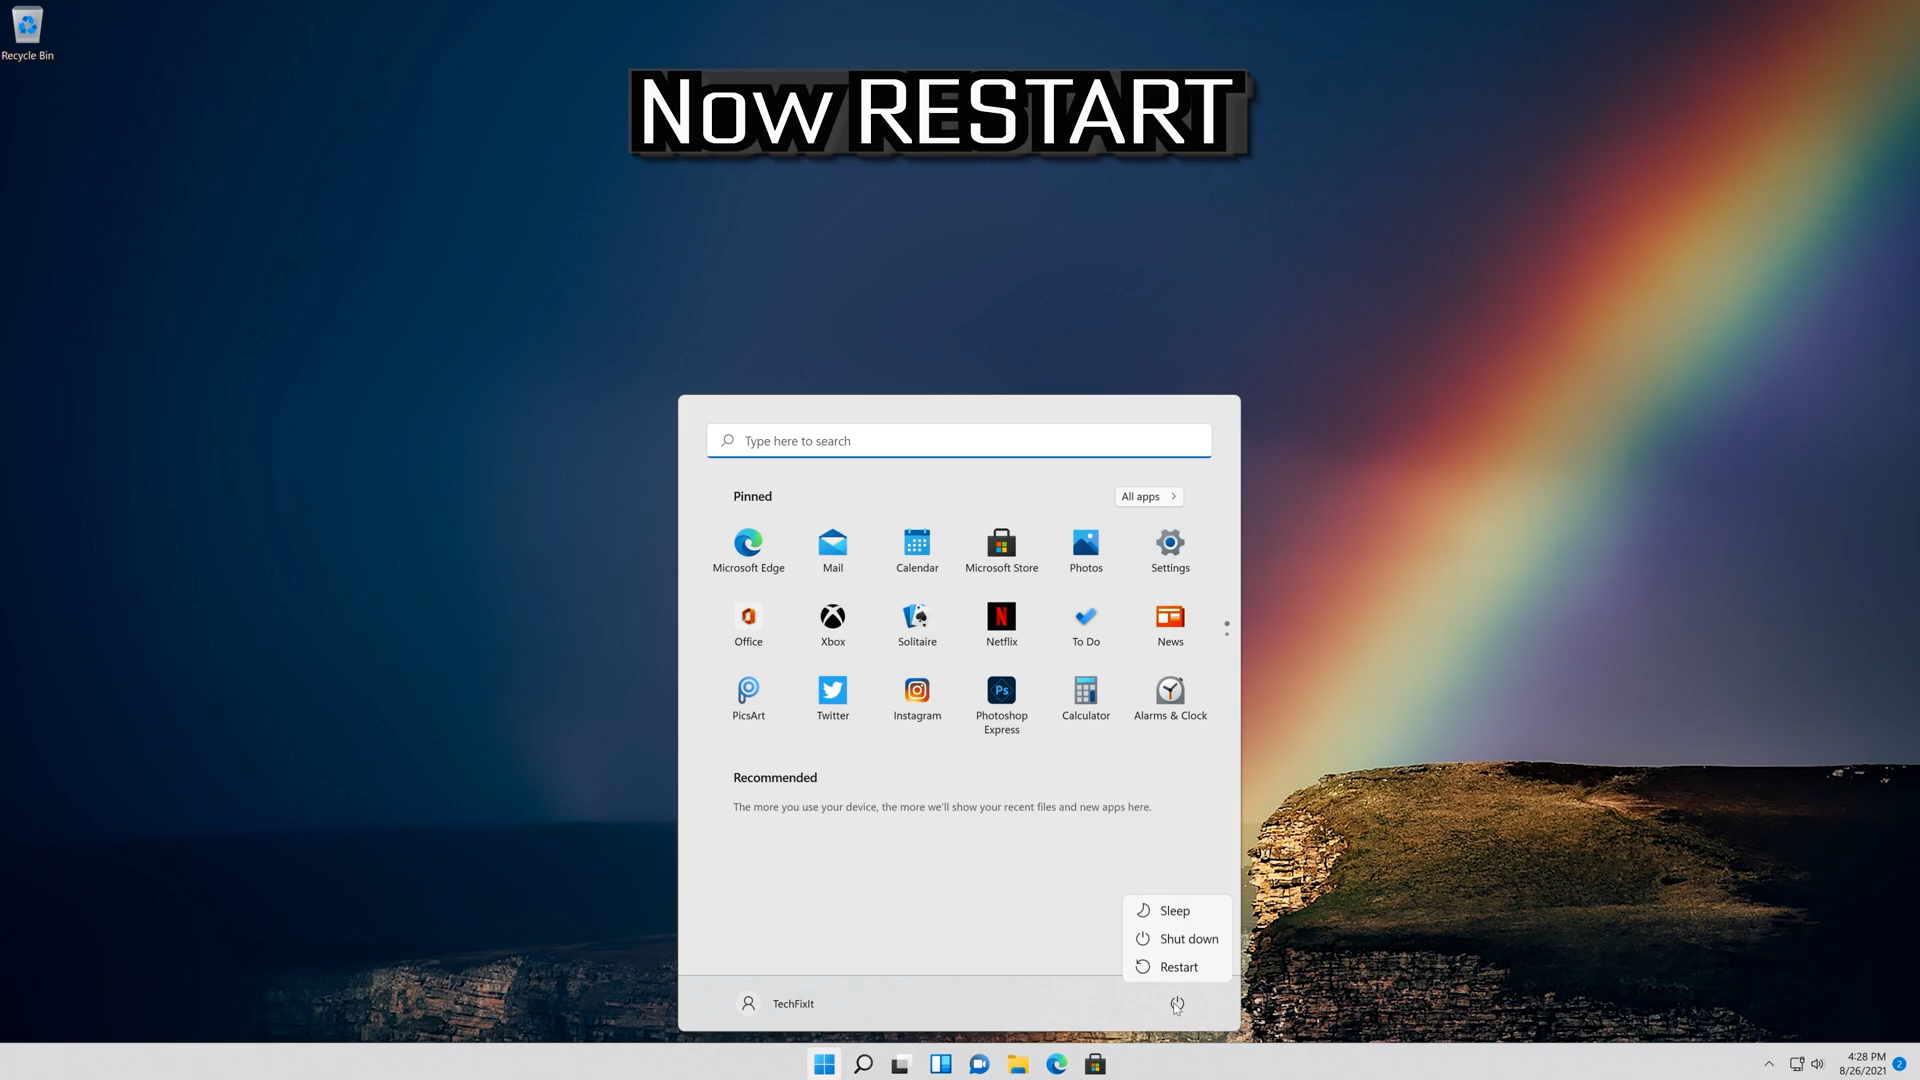 Recycle Bin
Now RESTART
Type here to search
Pinned
All apps
Microsoft Edge
Mail
Calendar
Microsoft Store
Photos
Settings
Office
Xbox
Solitaire
Netflix
To Do
News
PicsArt
Twitter
Instagram
Photoshop
Express
Calculator
Alarms & Clock
Recommended
The more you use your device, the more we'll show your recent files and new apps here.
Sleep
Shut down
Restart
TechFixIt
4:28 PM
8/26/2021
2